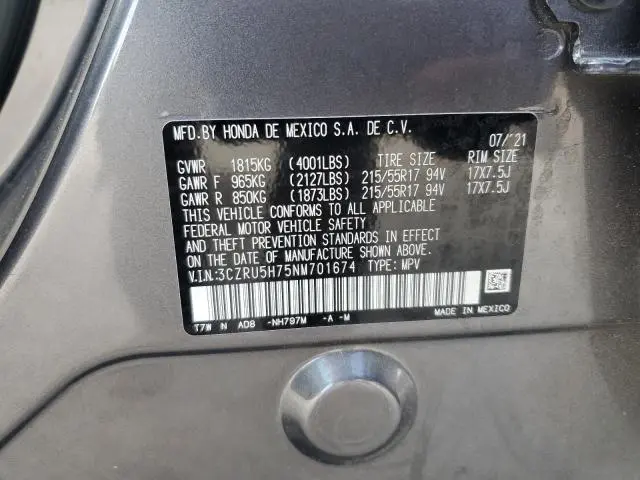 MFD.BY HONDA DE MEXICO S.A. DE C.V.
07/'21
GVWR 1815KG (4001LBS) TIRE SIZE RIM SIZE
GAWR F 965KG (2127LBS) 215/55R17 94V 17X7.5J
GAWR R 850KG (1873LBS) 215/55R17 94V 17X7.5J
THIS VEHICLE CONFORMS TO ALL APPLICABLE
FEDERAL MOTOR VEHICLE SAFETY
AND THEFT PREVENTION STANDARDS IN EFFECT
ON THE DATE OF MANUFACTURE SHOWN ABOVE.
V.I.N:3CZRU5H75NM701674 TYPE: MPV
T7W N AD8 -NH797M -A -M MADE IN MEXICO